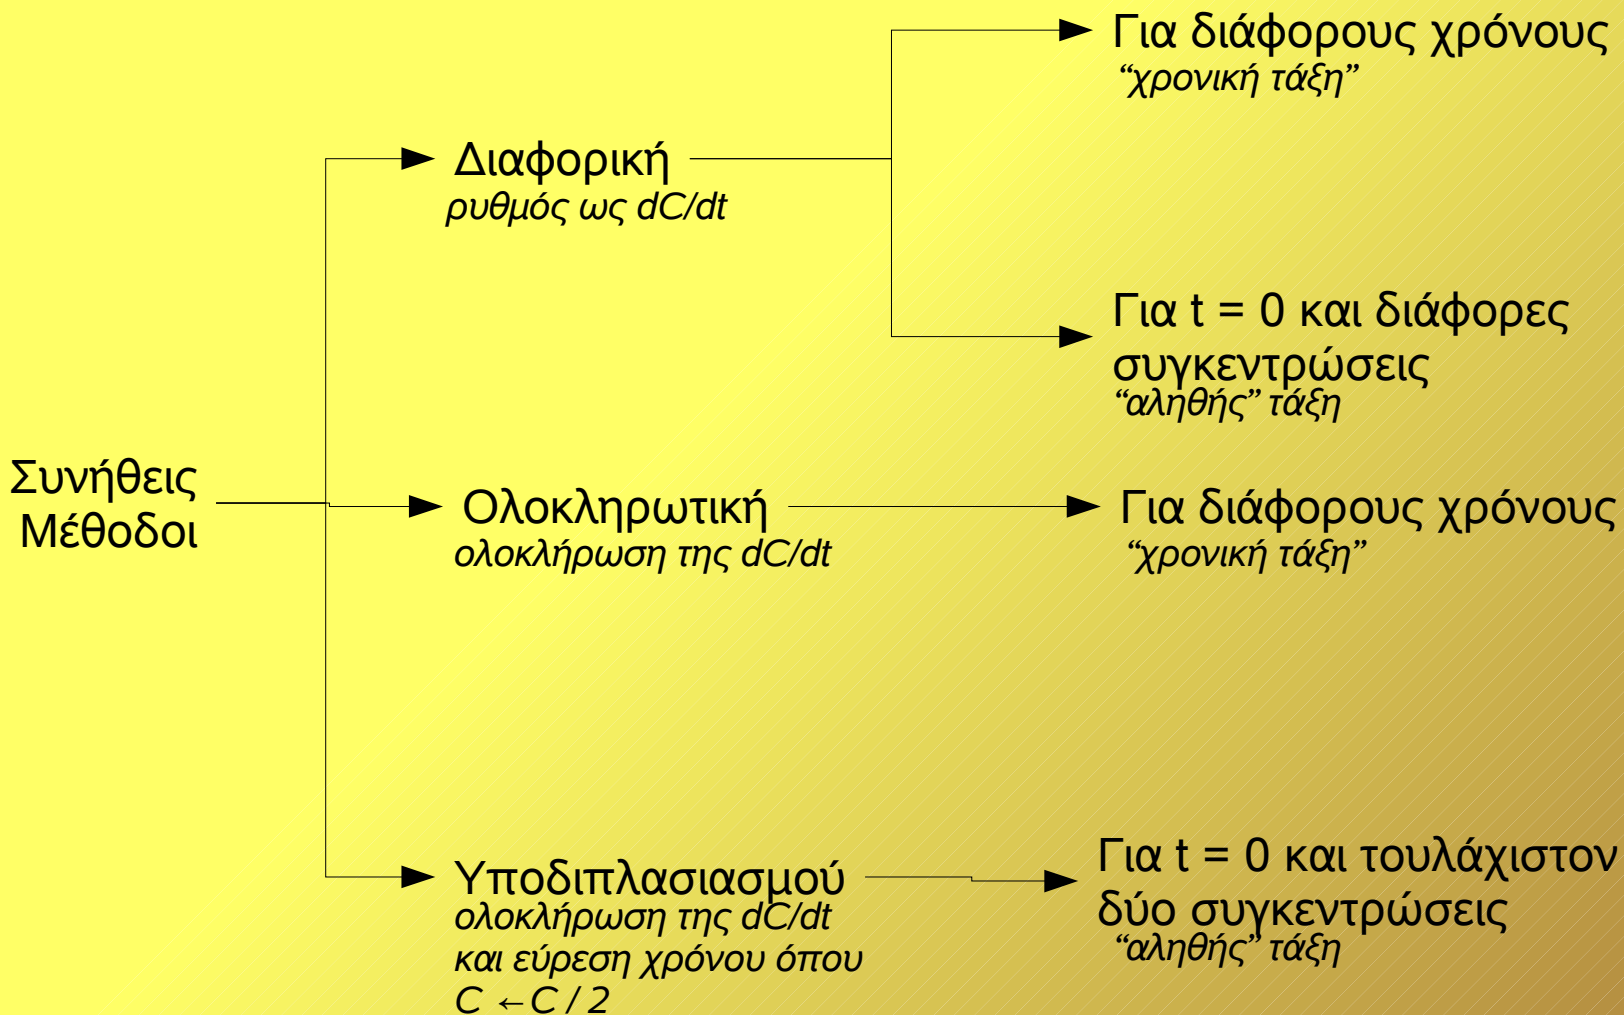 Συνήθεις
Μέθοδοι
Διαφορική
ρυθμός ως dC/dt
Για διάφορους χρόνους
“χρονική τάξη”
Για t = 0 και διάφορες
συγκεντρώσεις
“αληθής” τάξη
Ολοκληρωτική
ολοκλήρωση της dC/dt
Για διάφορους χρόνους
“χρονική τάξη”
Υποδιπλασιασμού
ολοκλήρωση της dC/dt
και εύρεση χρόνου όπου
C ← C / 2
Για t = 0 και τουλάχιστον
δύο συγκεντρώσεις
“αληθής” τάξη